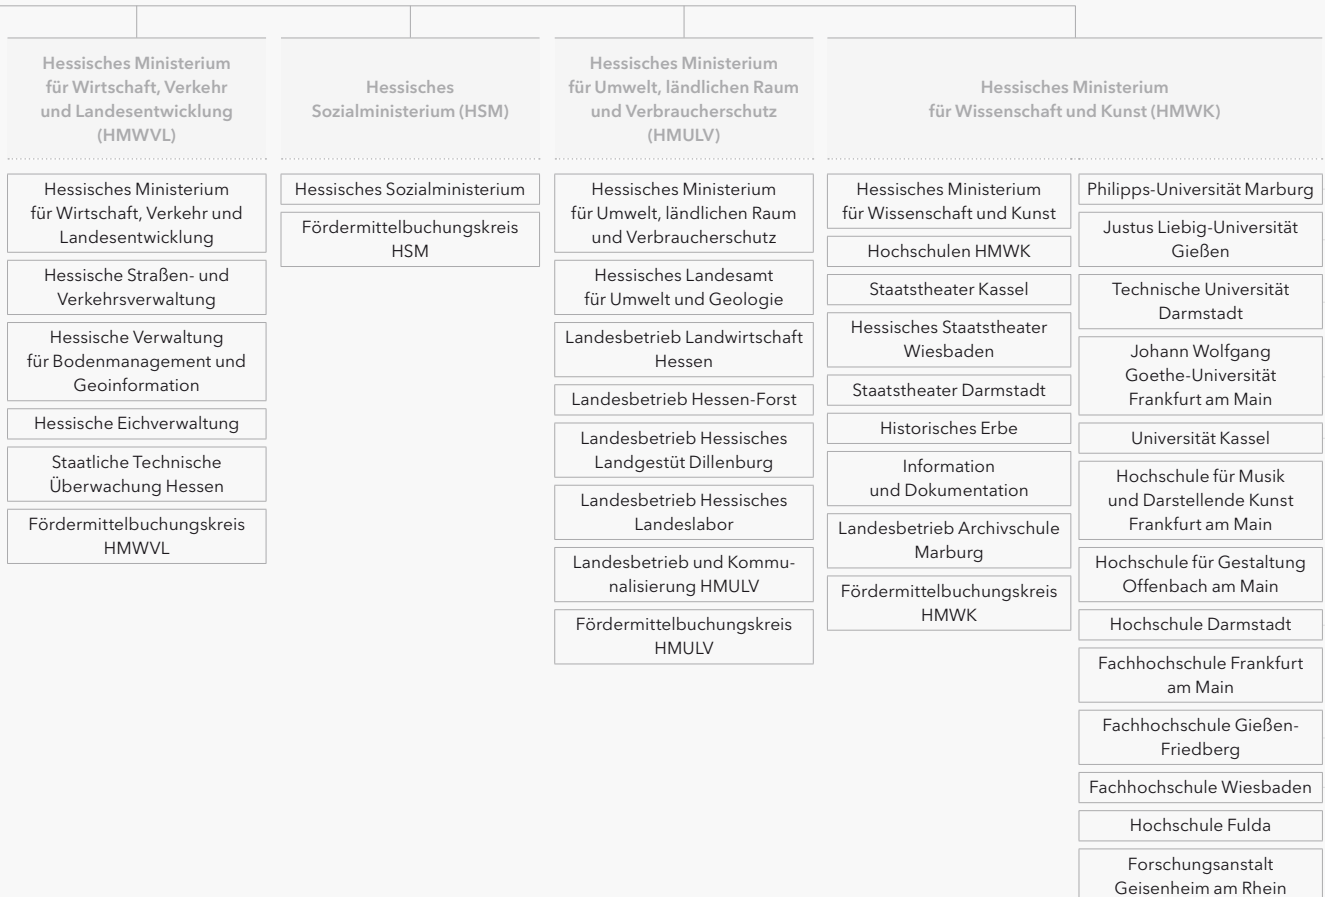 Hessisches Ministerium
für Wirtschaft, Verkehr
und Landesentwicklung
(HMWVL)
Hessisches
Sozialministerium (HSM)
Hessisches Ministerium
für Umwelt, ländlichen Raum
und Verbraucherschutz
(HMULV)
Hessisches Ministerium
für Wissenschaft und Kunst (HMWK)
Hessisches Ministerium
für Wirtschaft, Verkehr und
Landesentwicklung
Hessische Straßen- und
Verkehrsverwaltung
Hessische Verwaltung
für Bodenmanagement und
Geoinformation
Hessische Eichverwaltung
Staatliche Technische
Überwachung Hessen
Fördermittelbuchungskreis
HMWVL
Hessisches Sozialministerium
Fördermittelbuchungskreis
HSM
Hessisches Ministerium
für Umwelt, ländlichen Raum
und Verbraucherschutz
Hessisches Landesamt
für Umwelt und Geologie
Landesbetrieb Landwirtschaft
Hessen
Landesbetrieb Hessen-Forst
Landesbetrieb Hessisches
Landgestüt Dillenburg
Landesbetrieb Hessisches
Landeslabor
Landesbetrieb und Kommu-
nalisierung HMULV
Fördermittelbuchungskreis
HMULV
Hessisches Ministerium
für Wissenschaft und Kunst
Hochschulen HMWK
Staatstheater Kassel
Hessisches Staatstheater
Wiesbaden
Staatstheater Darmstadt
Historisches Erbe
Information
und Dokumentation
Landesbetrieb Archivschule
Marburg
Fördermittelbuchungskreis
HMWK
Philipps-Universität Marburg
Justus Liebig-Universität
Gießen
Technische Universität
Darmstadt
Johann Wolfgang
Goethe-Universität
Frankfurt am Main
Universität Kassel
Hochschule für Musik
und Darstellende Kunst
Frankfurt am Main
Hochschule für Gestaltung
Offenbach am Main
Hochschule Darmstadt
Fachhochschule Frankfurt
am Main
Fachhochschule Gießen-
Friedberg
Fachhochschule Wiesbaden
Hochschule Fulda
Forschungsanstalt
Geisenheim am Rhein